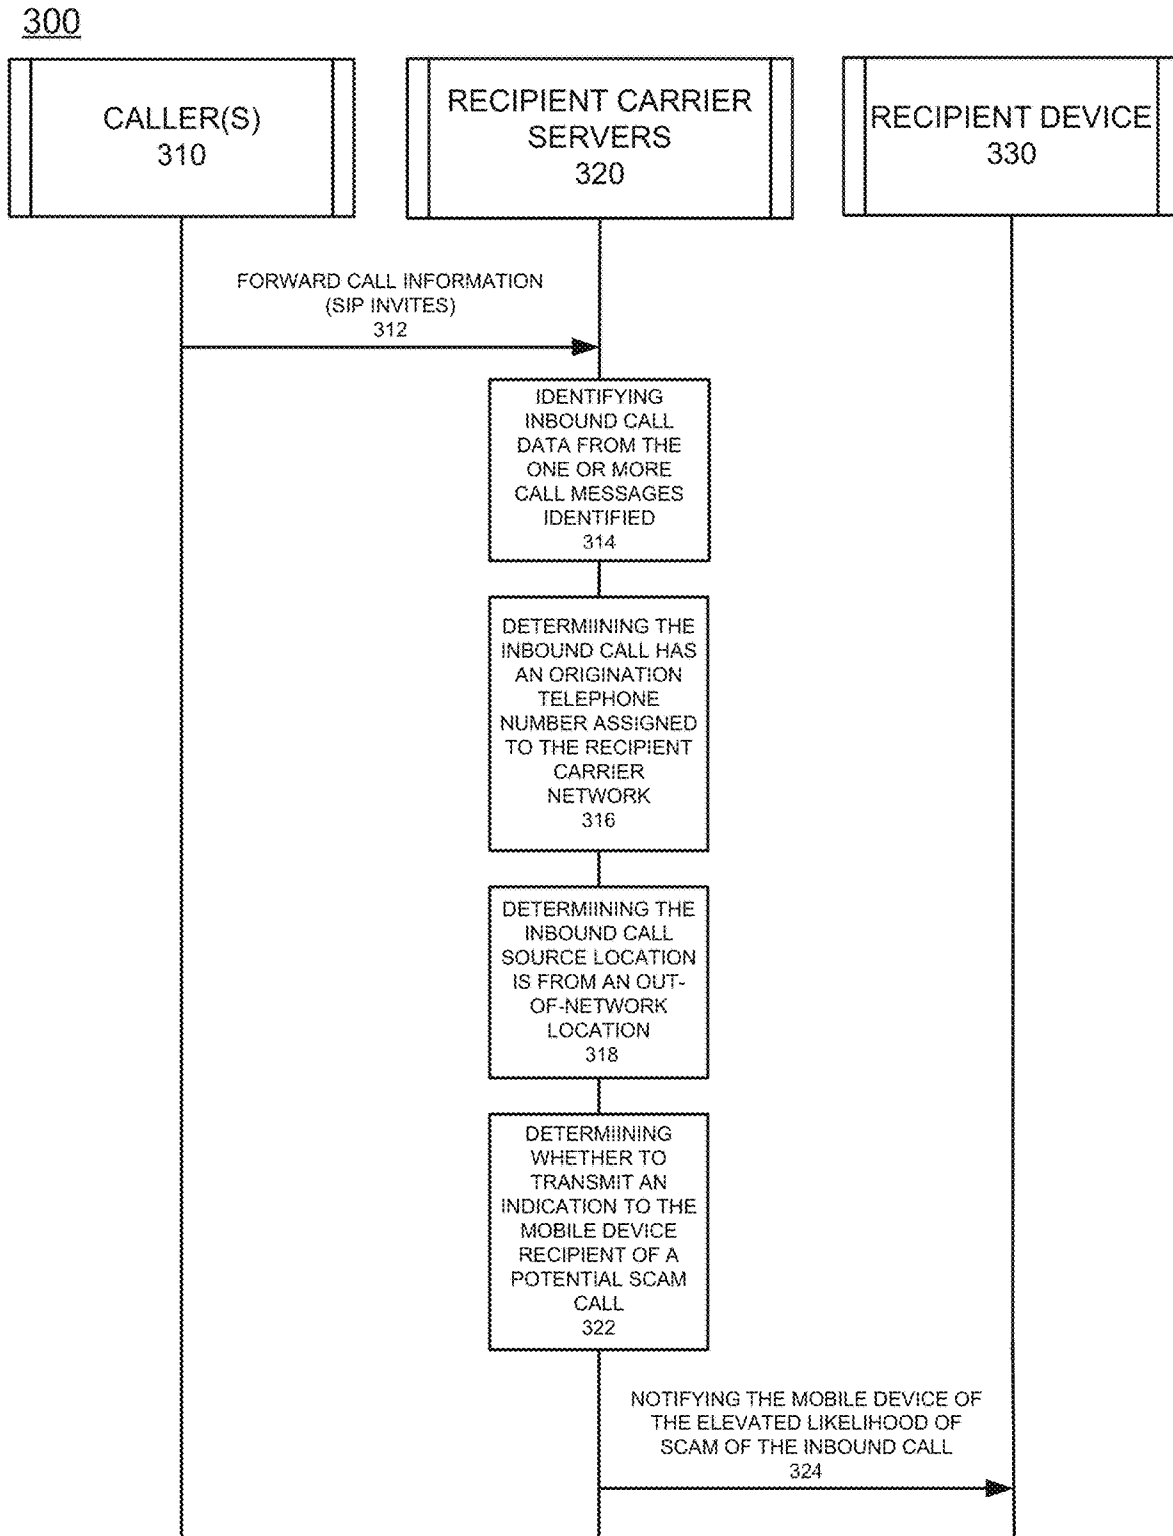 300
CALLER(S)
310
RECIPIENT CARRIER
SERVERS
320
RECIPIENT DEVICE
330
FORWARD CALL INFORMATION
(SIP INVITES)
312
IDENTIFYING
INBOUND CALL
DATA FROM THE
ONE OR MORE
CALL MESSAGES
IDENTIFIED
314
DETERMIINING THE
INBOUND CALL HAS
AN ORIGINATION
TELEPHONE
NUMBER ASSIGNED
TO THE RECIPIENT
CARRIER
NETWORK
316
DETERMIINING THE
INBOUND CALL
SOURCE LOCATION
IS FROM AN OUT-
OF-NETWORK
LOCATION
318
DETERMIINING
WHETHER TO
TRANSMIT AN
INDICATION TO THE
MOBILE DEVICE
RECIPIENT OF A
POTENTIAL SCAM
CALL
322
NOTIFYING THE MOBILE DEVICE OF
THE ELEVATED LIKELIHOOD OF
SCAM OF THE INBOUND CALL
324